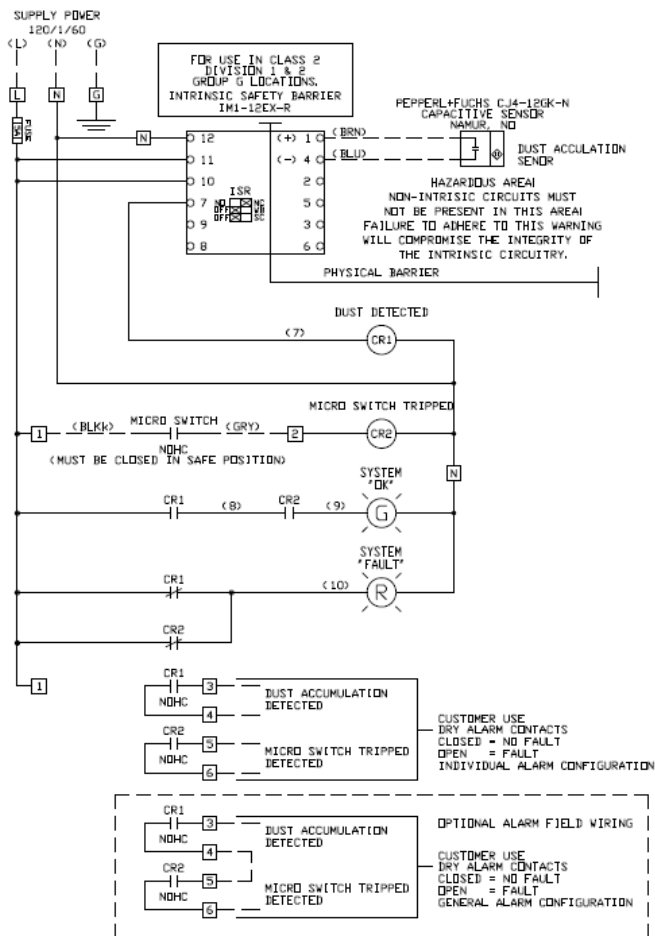 SUPPLY POWER
120/1/60
(L) (N) (G)
L N G
FUSE
15A
FOR USE IN CLASS 2
DIVISION 1 & 2
GROUP G LOCATIONS.
INTRINSIC SAFETY BARRIER
IM1-12EX-R
PEPPERL+FUCHS CJ4-12GK-N
CAPACITIVE SENSOR
NAMUR, NO
DUST ACCULATION
SENOR
N
12 (+) 1 (BRN)
11 (-) 4 (BLU)
10 2
ISR
7 5
NO NC
OFF WB
OFF SC
9 3
8 6
HAZARDOUS AREA!
NON-INTRISIC CIRCUITS MUST
NOT BE PRESENT IN THIS AREA!
FAILURE TO ADHERE TO THIS WARNING
WILL COMPROMISE THE INTEGRITY OF
THE INTRINSIC CIRCUITRY.
PHYSICAL BARRIER
DUST DETECTED
(7) CR1
MICRO SWITCH TRIPPED
1 (BLKk) MICRO SWITCH (GRY) 2 CR2
NOHC
(MUST BE CLOSED IN SAFE POSITION)
N
SYSTEM
"OK"
CR1 (8) CR2 (9) G
SYSTEM
"FAULT"
CR1 (10) R
CR2
1
CR1 3
NOHC
4
DUST ACCUMULATION
DETECTED
CR2 5
NOHC
6
MICRO SWITCH TRIPPED
DETECTED
CUSTOMER USE
DRY ALARM CONTACTS
CLOSED = NO FAULT
OPEN = FAULT
INDIVIDUAL ALARM CONFIGURATION
CR1 3
NOHC
4
DUST ACCUMULATION
DETECTED
CR2 5
NOHC
6
MICRO SWITCH TRIPPED
DETECTED
OPTIONAL ALARM FIELD WIRING
CUSTOMER USE
DRY ALARM CONTACTS
CLOSED = NO FAULT
OPEN = FAULT
GENERAL ALARM CONFIGURATION